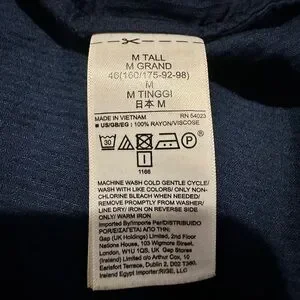 M TALL
M GRAND
46(160/175-92-98)
M
M TINGGI
日本 M
MADE IN VIETNAM RN 54023
■ US/GB/EG: 100% RAYON/VISCOSE
30 P
I
1166
MACHINE WASH COLD GENTLE CYCLE/
WASH WITH LIKE COLORS/ ONLY NON-
CHLORINE BLEACH WHEN NEEDED
REMOVE PROMPTLY FROM WASHER/
LINE DRY/ IRON ON REVERSE SIDE
ONLY/ WARM IRON
Imported By/Importe Par/DISTRIBUIDO
POR/ΕΙΣΑΓΕΤΑΙ ΑΠΟ ΤΗΝ:
Gap (UK Holdings) Limited, 2nd Floor
Nations House, 103 Wigmore Street,
London, W1U 1QS, UK Gap Stores
(Ireland) Limited C/o Arthur Cox, 10
Earlsfort Terrace, Dublin 2, D02 T380,
Ireland Egypt Importer:RIGE, LLC